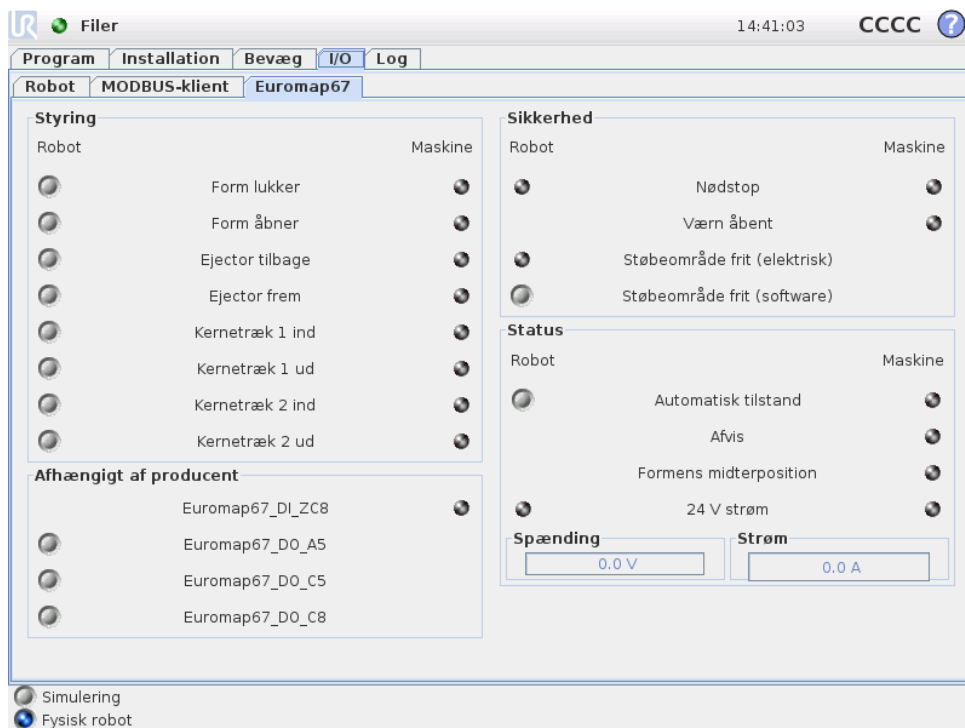 UR Filer 14:41:03 CCCC ?
Program Installation Bevæg I/O Log
Robot MODBUS-klient Euromap67
Styring
Robot Maskine
Form lukker
Form åbner
Ejector tilbage
Ejector frem
Kernetræk 1 ind
Kernetræk 1 ud
Kernetræk 2 ind
Kernetræk 2 ud
Afhængigt af producent
Euromap67_DI_ZC8
Euromap67_DO_A5
Euromap67_DO_C5
Euromap67_DO_C8
Sikkerhed
Robot Maskine
Nødstop
Værn åbent
Støbeområde frit (elektrisk)
Støbeområde frit (software)
Status
Robot Maskine
Automatisk tilstand
Afvis
Formens midterposition
24 V strøm
Spænding Strøm
0.0 V 0.0 A
Simulering
Fysisk robot